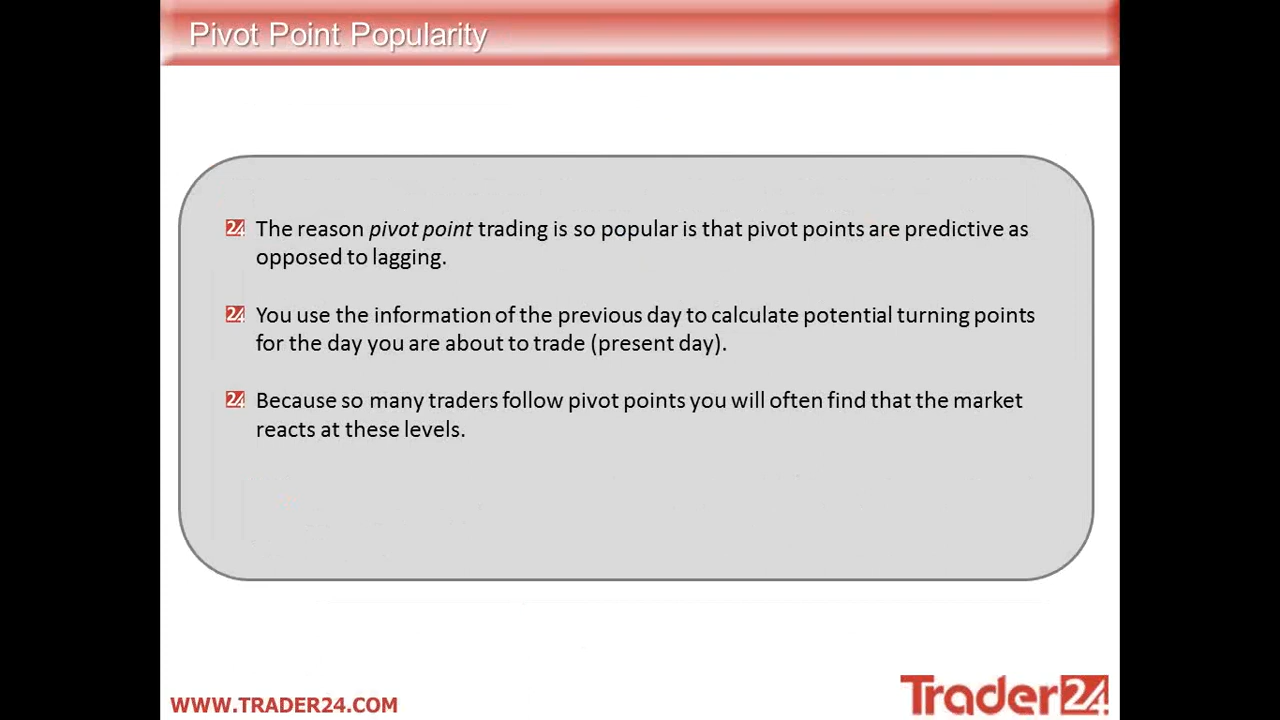 Pivot Point Popularity
24 The reason pivot point trading is so popular is that pivot points are predictive as
opposed to lagging.
24 You use the information of the previous day to calculate potential turning points
for the day you are about to trade (present day).
24 Because so many traders follow pivot points you will often find that the market
reacts at these levels.
WWW.TRADER24.COM
Trader24